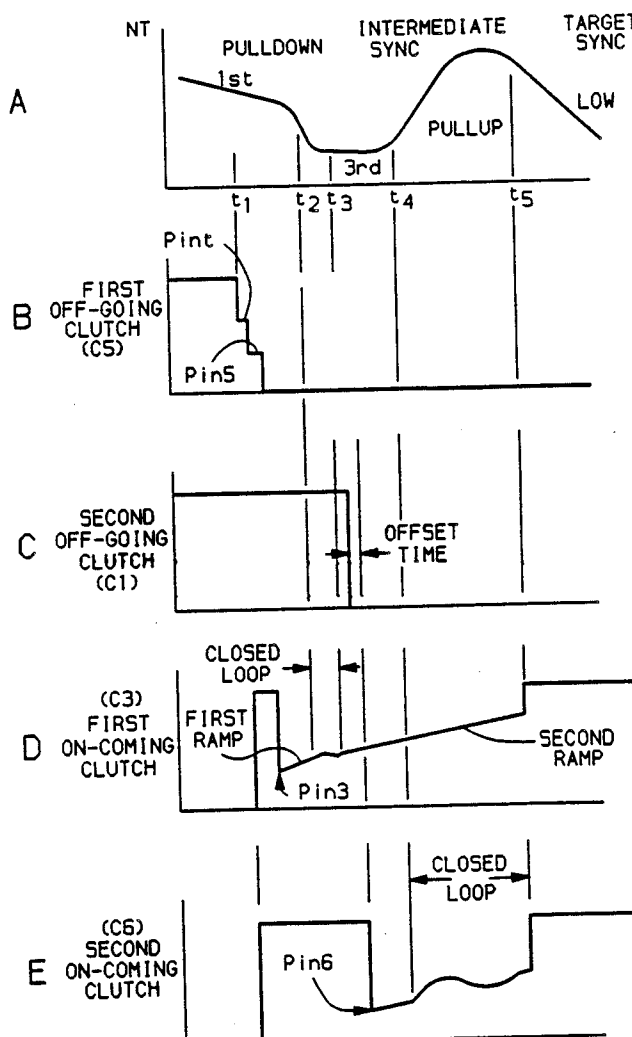 NT
PULLDOWN
INTERMEDIATE
SYNC
TARGET
SYNC
A
1st
LOW
PULLUP
3rd
t1
t2
t3
t4
t5
Pint
B
FIRST
OFF-GOING
CLUTCH
(C5)
Pin5
C
SECOND
OFF-GOING
CLUTCH
(C1)
OFFSET
TIME
CLOSED
LOOP
D
(C3)
FIRST
ON-COMING
CLUTCH
FIRST
RAMP
SECOND
RAMP
Pin3
CLOSED
LOOP
E
(C6)
SECOND
ON-COMING
CLUTCH
Pin6